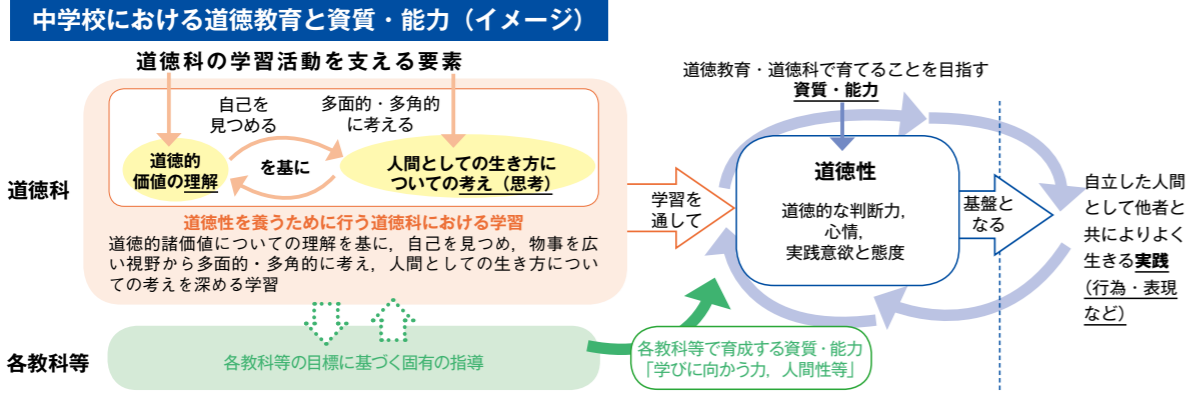 中学校における道徳教育と資質・能力（イメージ）
道徳科の学習活動を支える要素
自己を
見つめる
多面的・多角的
に考える
道徳的
価値の理解
を基に
人間としての生き方に
ついての考え（思考）
道徳科
道徳性を養うために行う道徳科における学習
道徳的諸価値についての理解を基に，自己を見つめ，物事を広
い視野から多面的・多角的に考え，人間としての生き方につい
ての考えを深める学習
学習を
通して
道徳教育・道徳科で育てることを目指す
資質・能力
道徳性
道徳的な判断力，
心情，
実践意欲と態度
基盤と
なる
自立した人間
として他者と
共によりよく
生きる実践
（行為・表現
など）
各教科等
各教科等の目標に基づく固有の指導
各教科等で育成する資質・能力
「学びに向かう力，人間性等」